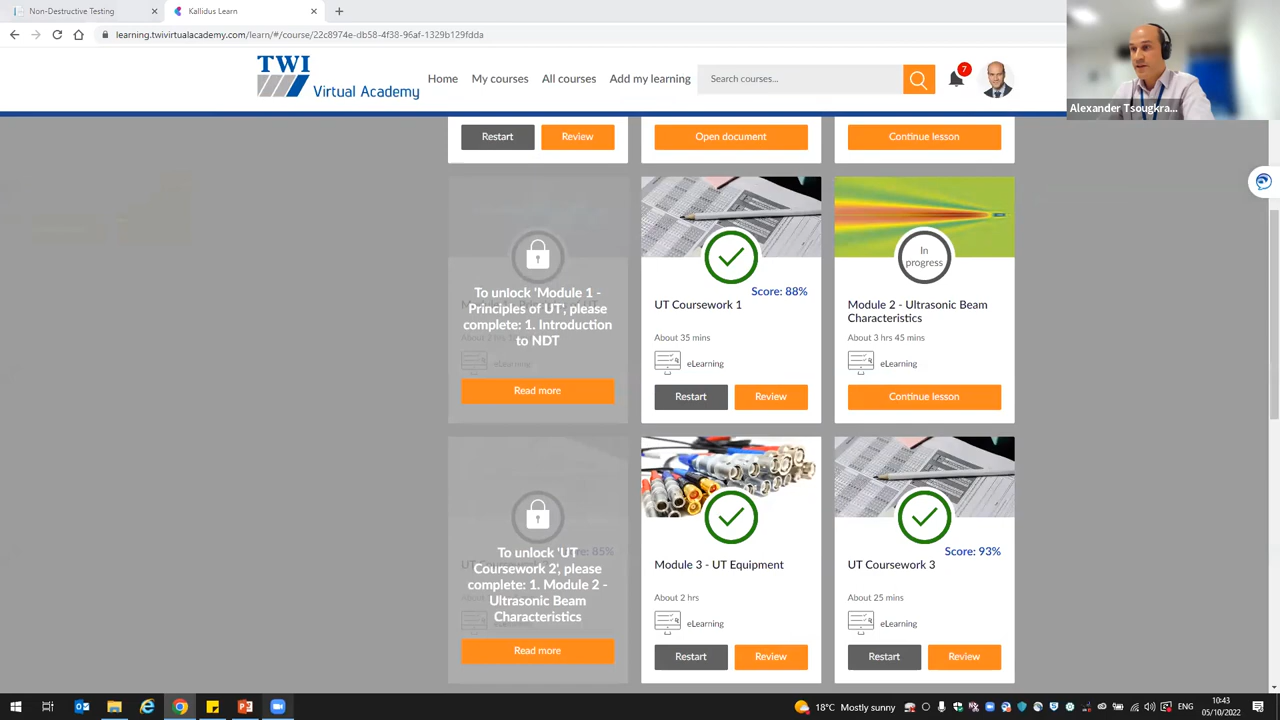 Non-Destructive Testing
Kallidus Learn
learning.twivirtualacademy.com/learn/#/course/22c8974e-db58-4f38-96af-1329b129fdda
Alexander Tsougkra...
TWI
Virtual Academy
Home
My courses
All courses
Add my learning
Search courses...
7
Restart
Review
Open document
Continue lesson
To unlock 'Module 1 -
Principles of UT', please
complete: 1. Introduction
to NDT
eLearning
Read more
Score: 88%
UT Coursework 1
About 35 mins
eLearning
Restart
Review
In
progress
Module 2 - Ultrasonic Beam
Characteristics
About 3 hrs 45 mins
eLearning
Continue lesson
85%
To unlock 'UT
Coursework 2', please
complete: 1. Module 2 -
Ultrasonic Beam
Characteristics
Read more
Module 3 - UT Equipment
About 2 hrs
eLearning
Restart
Review
Score: 93%
UT Coursework 3
About 25 mins
eLearning
Restart
Review
18°C Mostly sunny
ENG
10:43
05/10/2022